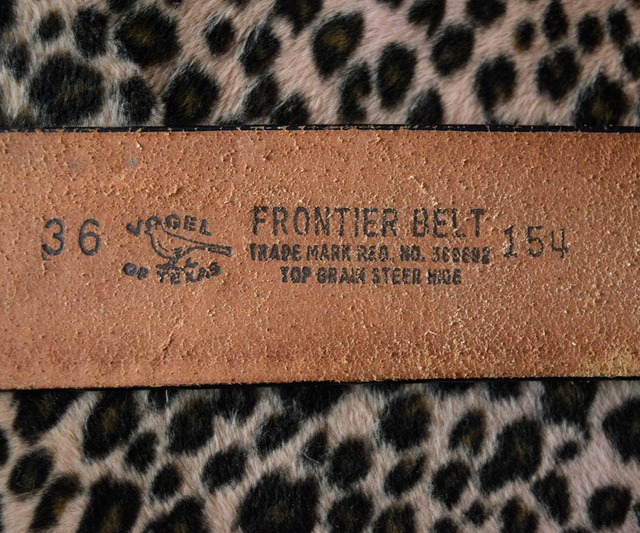 36
VOGEL
OF TEXAS
FRONTIER BELT
TRADE MARK REG. NO.
TOP GRAIN STEER HIDE
154